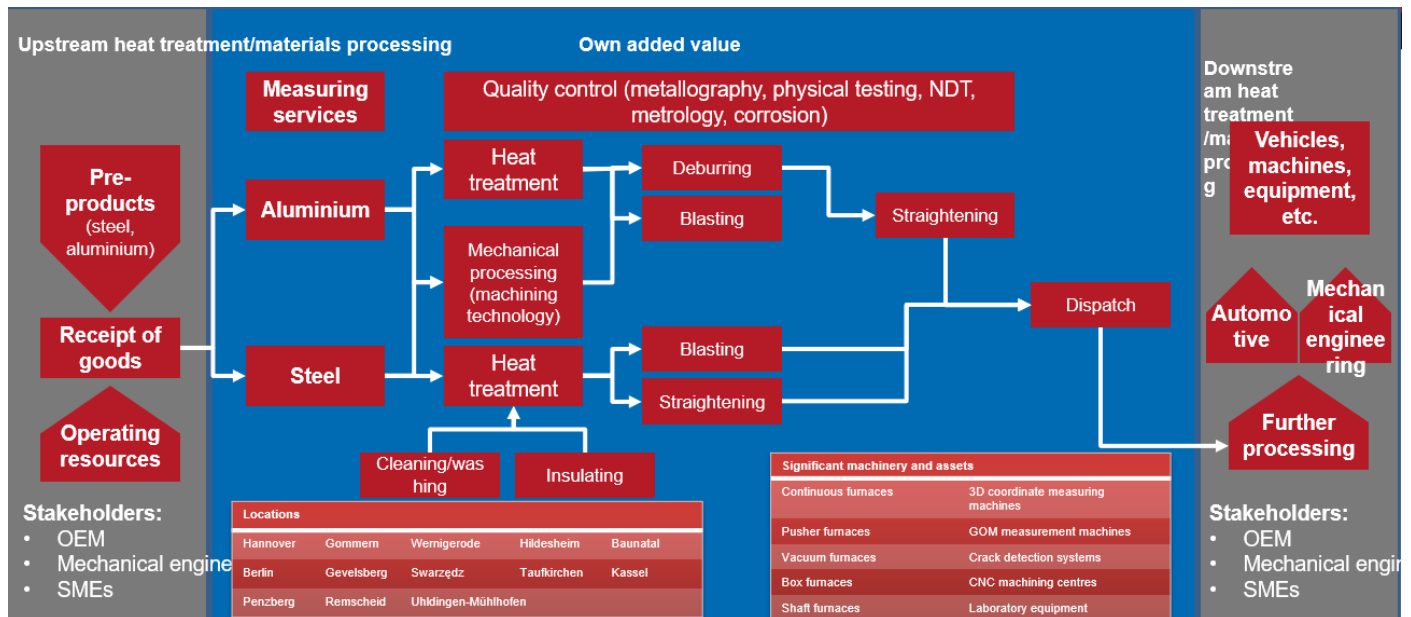 Upstream heat treatment/materials processing
Own added value
Downstre
am heat
treatment
/ma
pro
g
Measuring
services
Quality control (metallography, physical testing, NDT,
metrology, corrosion)
Vehicles,
machines,
equipment,
etc.
Pre-
products
(steel,
aluminium)
Receipt of
goods
Operating
resources
Aluminium
Steel
Heat
treatment
Mechanical
processing
(machining
technology)
Heat
treatment
Cleaning/was
hing
Insulating
Deburring
Blasting
Straightening
Blasting
Straightening
Dispatch
Automo
tive
Mechan
ical
enginee
ring
Further
processing
Stakeholders:
• OEM
• Mechanical engine
• SMEs
Locations
Hannover Gommern Wernigerode Hildesheim Baunatal
Berlin Gevelsberg Swarzędz Taufkirchen Kassel
Penzberg Remscheid Uhldingen-Mühlhofen
Significant machinery and assets
Continuous furnaces 3D coordinate measuring
machines
Pusher furnaces GOM measurement machines
Vacuum furnaces Crack detection systems
Box furnaces CNC machining centres
Shaft furnaces Laboratory equipment
Stakeholders:
• OEM
• Mechanical engi
• SMEs